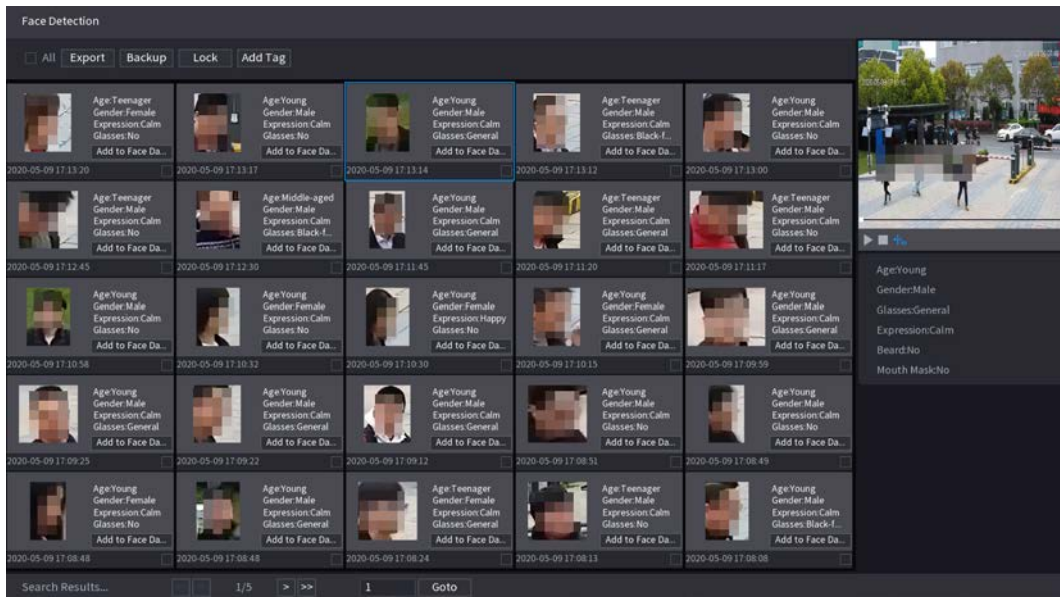 Face Detection
All Export Backup Lock Add Tag
Age:Teenager
Gender:Female
Expression:Calm
Glasses:No
Add to Face Da...
2020-05-09 17:13:20
Age:Young
Gender:Male
Expression:Calm
Glasses:No
Add to Face Da...
2020-05-09 17:13:17
Age:Young
Gender:Male
Expression:Calm
Glasses:General
Add to Face Da...
2020-05-09 17:13:14
Age:Teenager
Gender:Male
Expression:Calm
Glasses:Black-f...
Add to Face Da...
2020-05-09 17:13:12
Age:Young
Gender:Male
Expression:Calm
Glasses:No
Add to Face Da...
2020-05-09 17:13:00
Age:Teenager
Gender:Male
Expression:Calm
Glasses:No
Add to Face Da...
2020-05-09 17:12:45
Age:Middle-aged
Gender:Male
Expression:Calm
Glasses:Black-f...
Add to Face Da...
2020-05-09 17:12:30
Age:Young
Gender:Male
Expression:Calm
Glasses:General
Add to Face Da...
2020-05-09 17:11:45
Age:Teenager
Gender:Male
Expression:Calm
Glasses:General
Add to Face Da...
2020-05-09 17:11:20
Age:Teenager
Gender:Male
Expression:Calm
Glasses:No
Add to Face Da...
2020-05-09 17:11:17
Age:Young
Gender:Male
Expression:Calm
Glasses:No
Add to Face Da...
2020-05-09 17:10:58
Age:Young
Gender:Female
Expression:Calm
Glasses:No
Add to Face Da...
2020-05-09 17:10:32
Age:Young
Gender:Female
Expression:Happy
Glasses:No
Add to Face Da...
2020-05-09 17:10:30
Age:Young
Gender:Female
Expression:Calm
Glasses:General
Add to Face Da...
2020-05-09 17:10:15
Age:Young
Gender:Male
Expression:Calm
Glasses:General
Add to Face Da...
2020-05-09 17:09:59
Age:Young
Gender:Male
Expression:Calm
Glasses:General
Add to Face Da...
2020-05-09 17:09:25
Age:Young
Gender:Male
Expression:Calm
Glasses:General
Add to Face Da...
2020-05-09 17:09:22
Age:Young
Gender:Male
Expression:Calm
Glasses:General
Add to Face Da...
2020-05-09 17:09:12
Age:Young
Gender:Male
Expression:Calm
Glasses:No
Add to Face Da...
2020-05-09 17:08:51
Age:Young
Gender:Male
Expression:Calm
Glasses:No
Add to Face Da...
2020-05-09 17:08:49
Age:Young
Gender:Female
Expression:Calm
Glasses:No
Add to Face Da...
2020-05-09 17:08:48
Age:Young
Gender:Male
Expression:Calm
Glasses:General
Add to Face Da...
2020-05-09 17:08:48
Age:Teenager
Gender:Female
Expression:Calm
Glasses:General
Add to Face Da...
2020-05-09 17:08:24
Age:Teenager
Gender:Male
Expression:Calm
Glasses:No
Add to Face Da...
2020-05-09 17:08:13
Age:Young
Gender:Male
Expression:Calm
Glasses:Black-f...
Add to Face Da...
2020-05-09 17:08:08
Age:Young
Gender:Male
Glasses:General
Expression:Calm
Beard:No
Mouth Mask:No
Search Results... 1/5 > >> 1 Goto